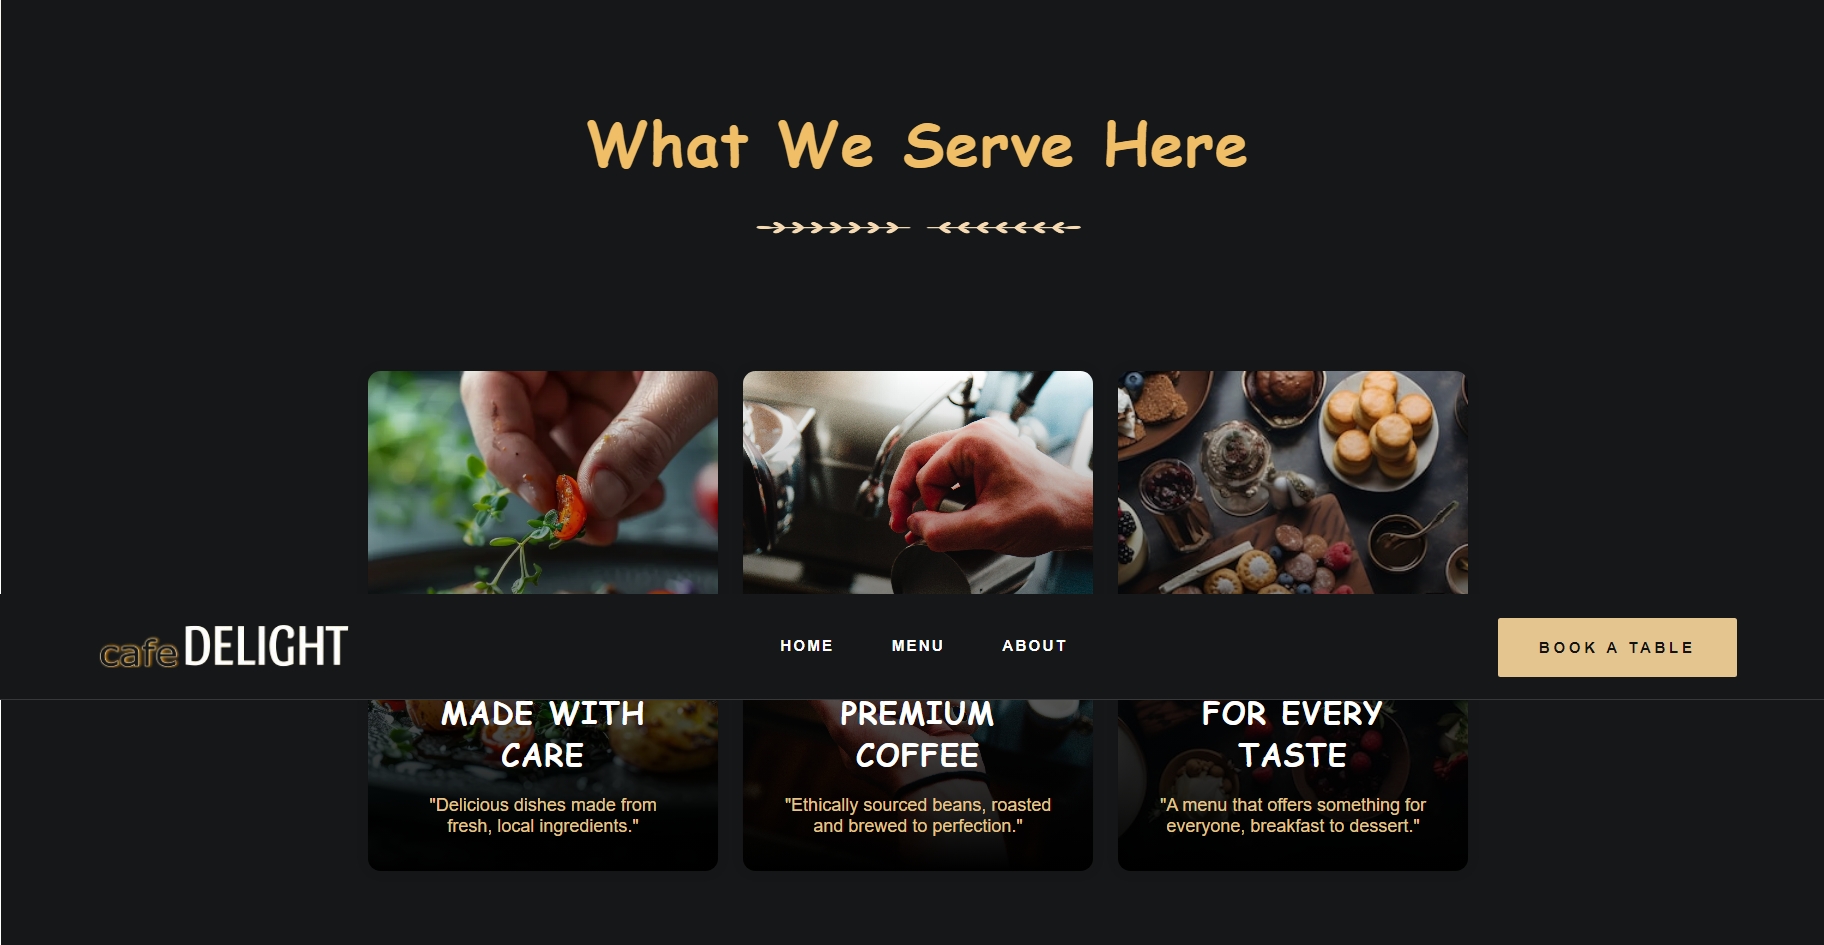 What We Serve Here
cafe DELIGHT
HOME
MENU
ABOUT
BOOK A TABLE
MADE WITH
CARE
"Delicious dishes made from
fresh, local ingredients."
PREMIUM
COFFEE
"Ethically sourced beans, roasted
and brewed to perfection."
FOR EVERY
TASTE
"A menu that offers something for
everyone, breakfast to dessert."